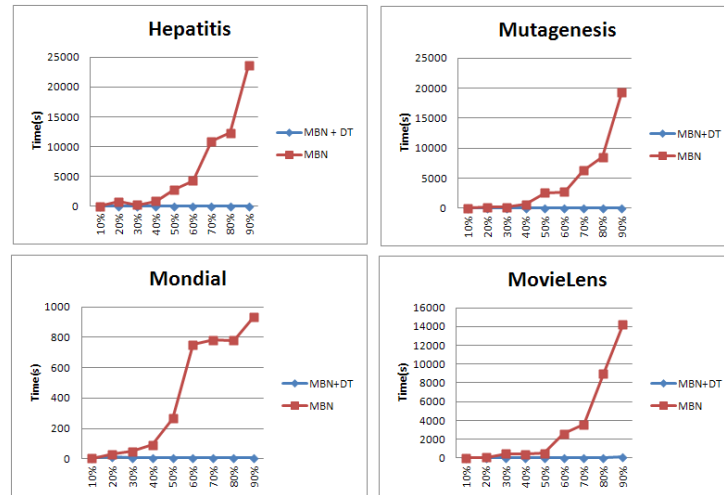 Hepatitis
25000
20000
15000
10000
5000
0
Time(s)
10% 20% 30% 40% 50% 60% 70% 80% 90%
MBN + DT
MBN
Mutagenesis
25000
20000
15000
10000
5000
0
Time(s)
10% 20% 30% 40% 50% 60% 70% 80% 90%
MBN+DT
MBN
Mondial
1000
800
600
400
200
0
Time(s)
10% 20% 30% 40% 50% 60% 70% 80% 90%
MBN+DT
MBN
MovieLens
16000
14000
12000
10000
8000
6000
4000
2000
0
Time(s)
10% 20% 30% 40% 50% 60% 70% 80% 90%
MBN+DT
MBN